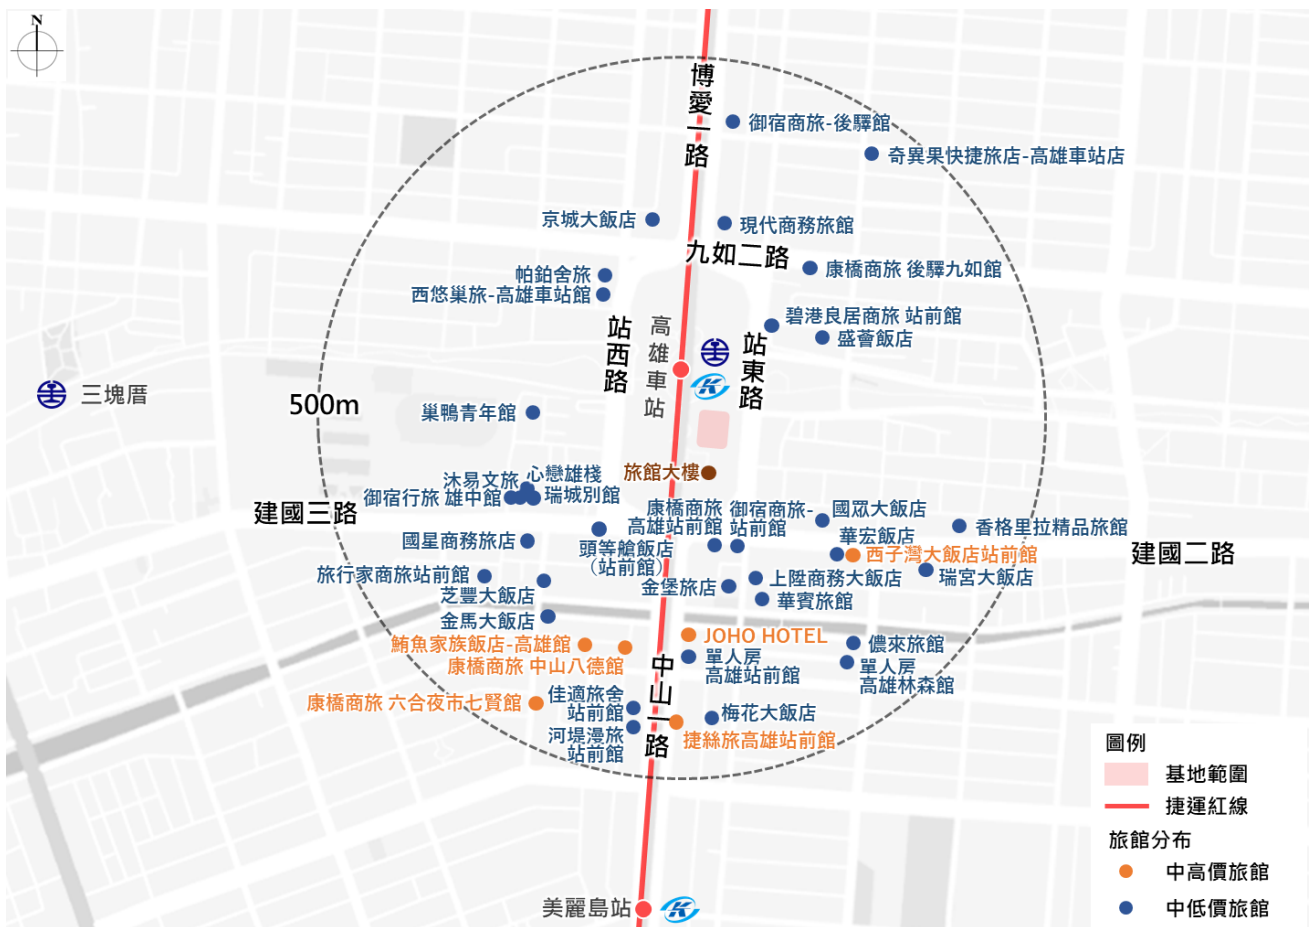 N
博愛一路
御宿商旅-後驛館
奇異果快捷旅店-高雄車站店
京城大飯店
現代商務旅館
九如二路
康橋商旅 後驛九如館
帕鉑舍旅
西悠巢旅-高雄車站館
碧港良居商旅 站前館
盛薈飯店
站西路
高雄車站
站東路
K
三塊厝
500m
巢鴨青年館
旅館大樓
心戀雄棧
沐易文旅
瑞城別館
御宿行旅 雄中館
建國三路
康橋商旅
高雄站前館
御宿商旅-
站前館
國眾大飯店
華宏飯店
香格里拉精品旅館
建國二路
國星商務旅店
頭等艙飯店
(站前館)
西子灣大飯店站前館
瑞宮大飯店
旅行家商旅站前館
芝豐大飯店
金堡旅店
上陞商務大飯店
華賓旅館
金馬大飯店
鮪魚家族飯店-高雄館
康橋商旅 中山八德館
JOHO HOTEL
單人房
高雄站前館
儂來旅館
單人房
高雄林森館
中山一路
康橋商旅 六合夜市七賢館
佳適旅舍
站前館
河堤漫旅
站前館
梅花大飯店
捷絲旅高雄站前館
美麗島站
K
圖例
基地範圍
捷運紅線
旅館分布
中高價旅館
中低價旅館